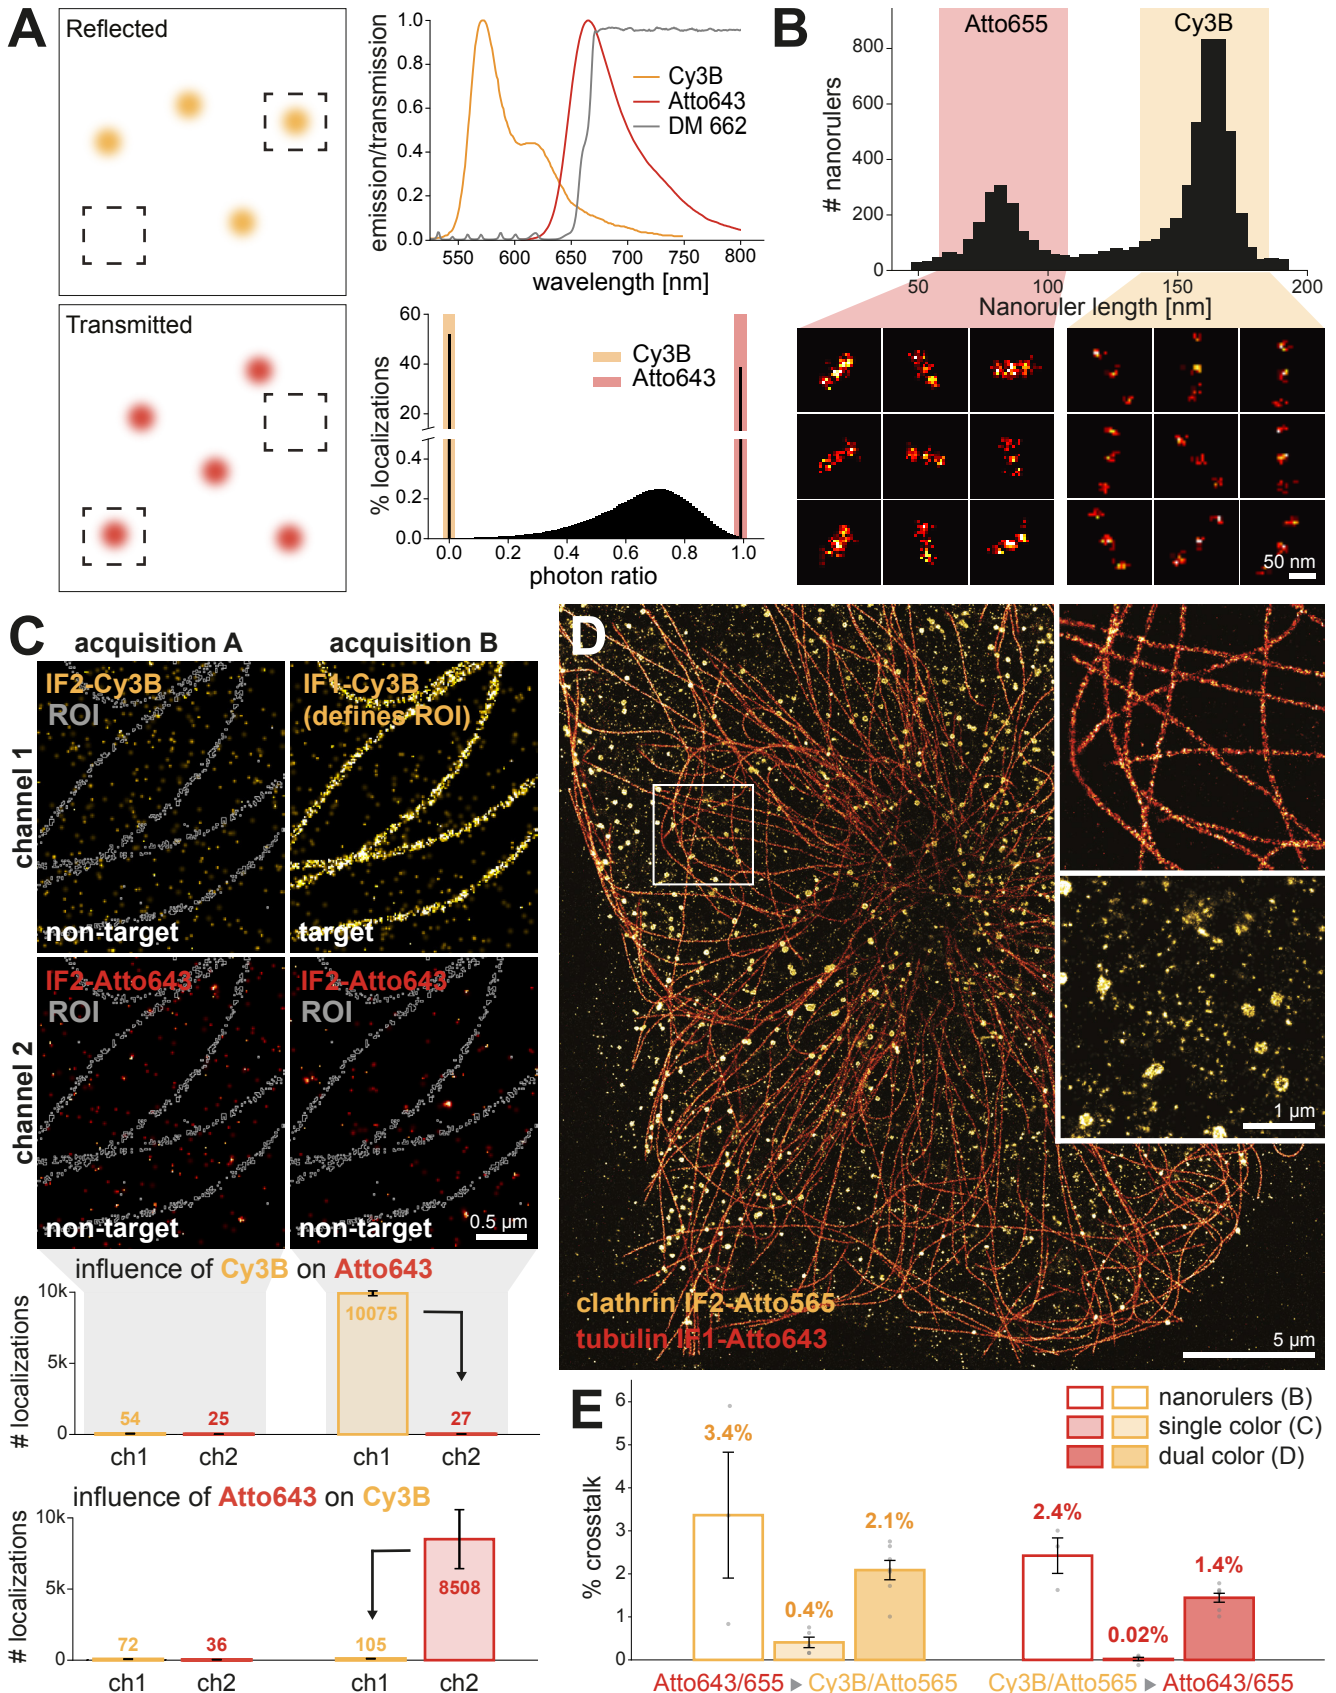 A
Reflected
Transmitted
emission/transmission
1.0
0.8
0.6
0.4
0.2
0.0
Cy3B
Atto643
DM 662
550 600 650 700 750 800
wavelength [nm]
% localizations
60
40
20
0.4
0.2
0.0
Cy3B
Atto643
0.0 0.2 0.4 0.6 0.8 1.0
photon ratio
B
Atto655
Cy3B
# nanorulers
800
600
400
200
0
50 100 150 200
Nanoruler length [nm]
50 nm
C
acquisition A
acquisition B
channel 1
IF2-Cy3B
ROI
non-target
IF1-Cy3B
(defines ROI)
target
channel 2
IF2-Atto643
ROI
non-target
IF2-Atto643
ROI
non-target
0.5 µm
influence of Cy3B on Atto643
# localizations
10k
5k
0
54
25
10075
27
ch1 ch2 ch1 ch2
influence of Atto643 on Cy3B
# localizations
10k
5k
0
72
36
105
8508
ch1 ch2 ch1 ch2
D
clathrin IF2-Atto565
tubulin IF1-Atto643
5 µm
1 µm
E
% crosstalk
6
5
4
3
2
1
0
3.4%
0.4%
2.1%
2.4%
0.02%
1.4%
nanorulers (B)
single color (C)
dual color (D)
Atto643/655 ▶ Cy3B/Atto565
Cy3B/Atto565 ▶ Atto643/655